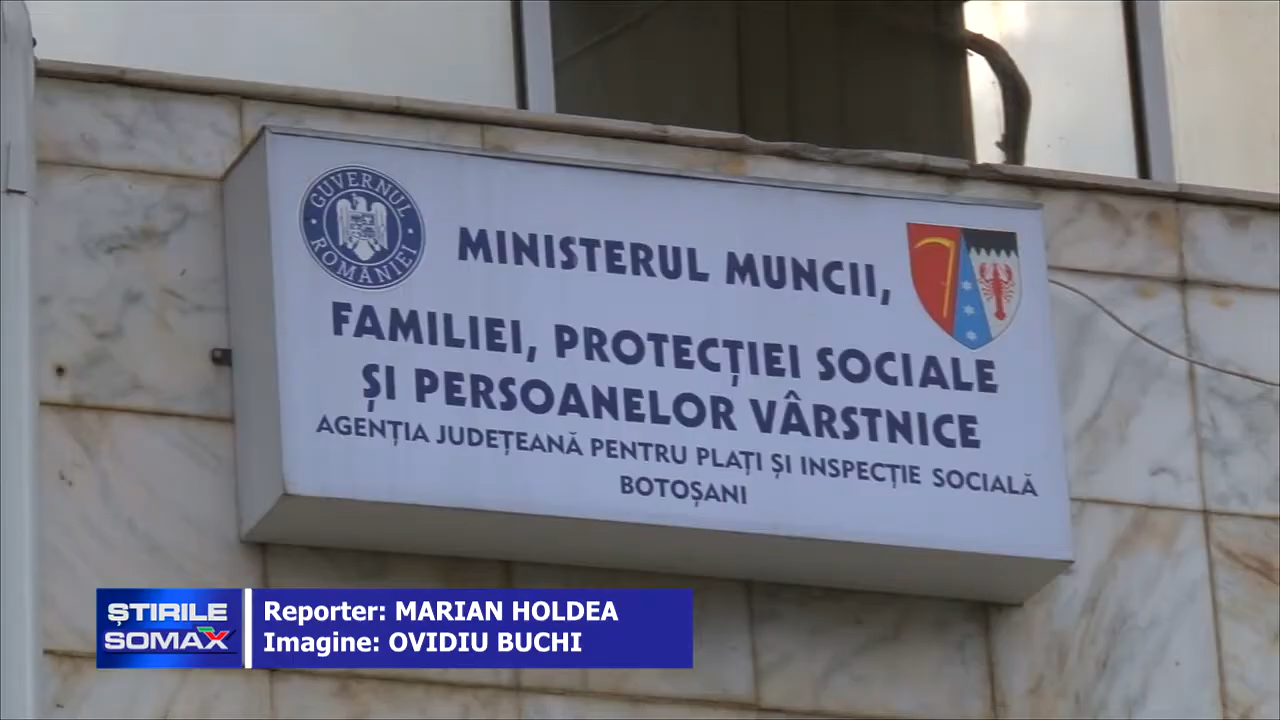 GUVERNUL ROMÂNIEI
MINISTERUL MUNCII,
FAMILIEI, PROTECȚIEI SOCIALE
ȘI PERSOANELOR VÂRSTNICE
AGENȚIA JUDEȚEANĂ PENTRU PLATI ȘI INSPECȚIE SOCIALĂ
BOTOȘANI
ȘTIRILE
SOMAX
Reporter: MARIAN HOLDEA
Imagine: OVIDIU BUCHI